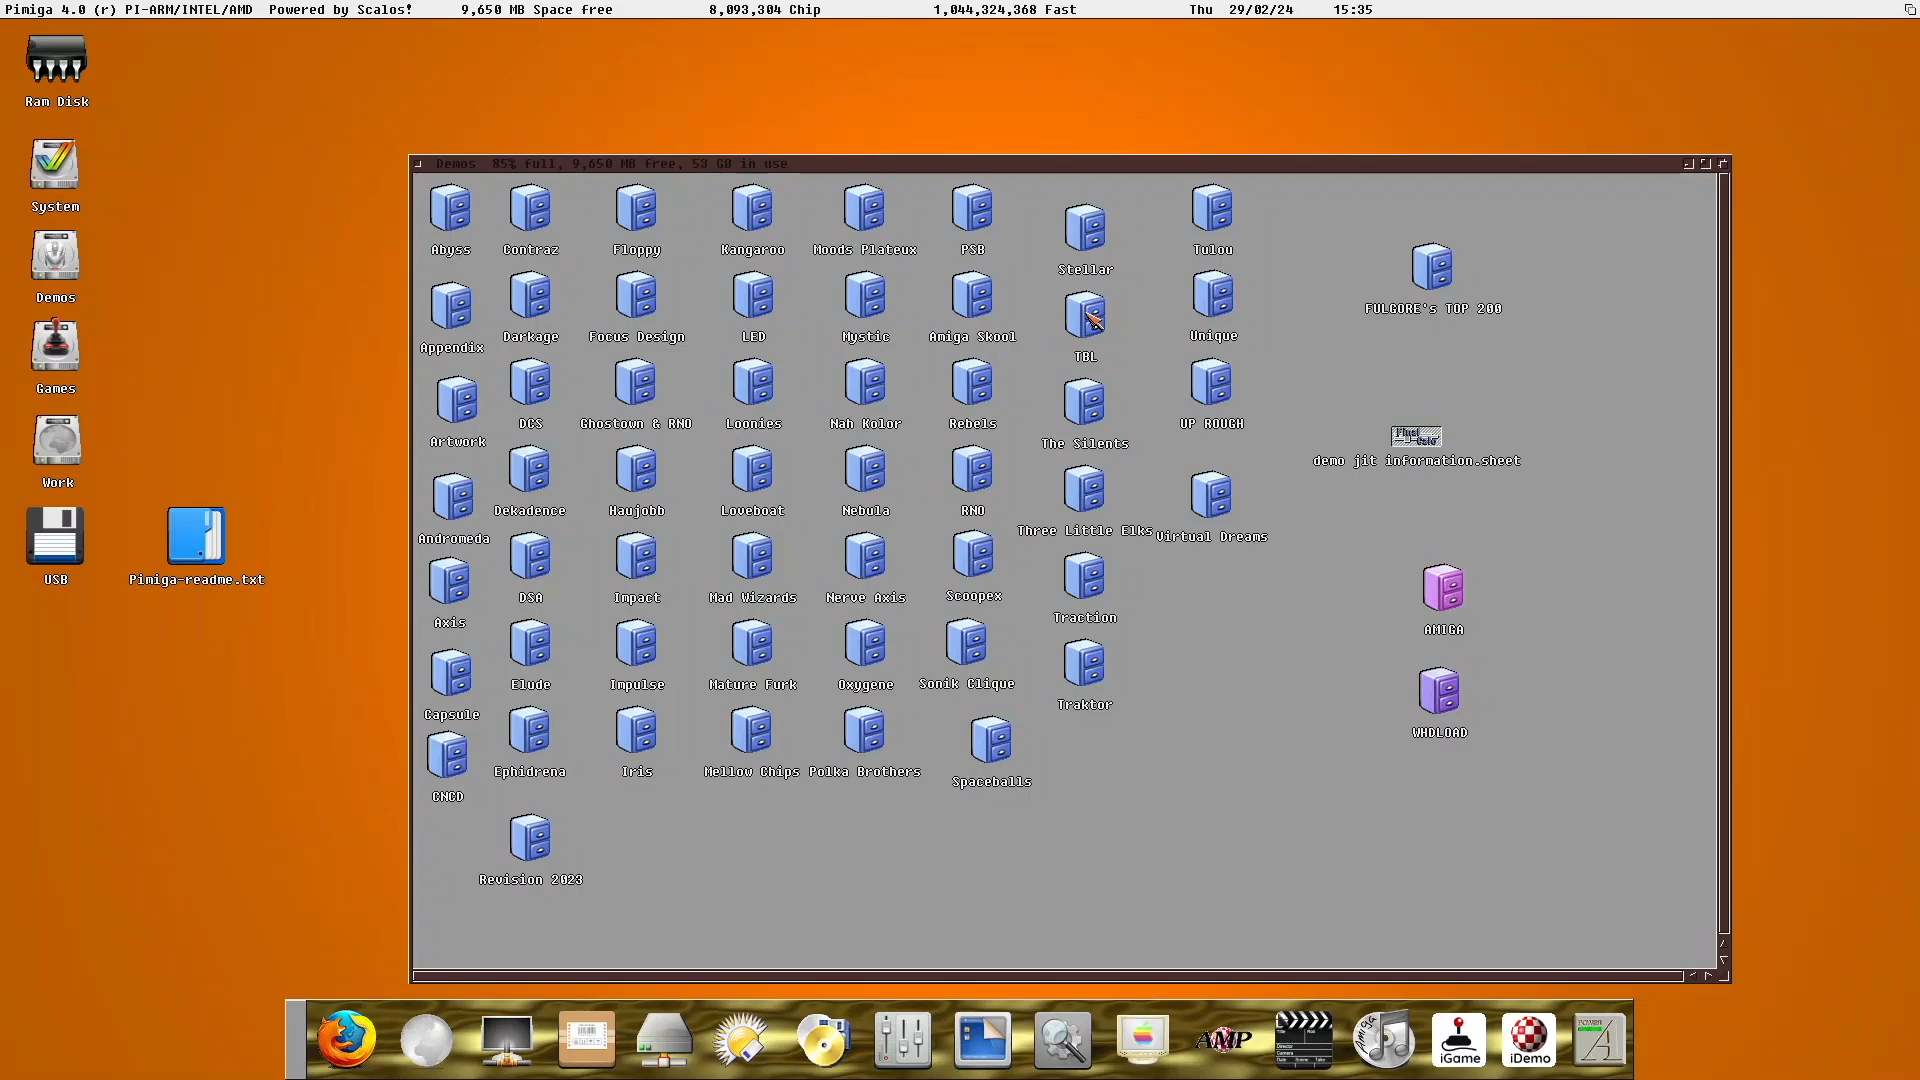 Pimiga 4.0 (r) PI-ARM/INTEL/AMD Powered by Scalos! 9,650 MB Space free 8,093,304 Chip 1,044,324,368 Fast Thu 29/02/24 15:35
Ram Disk
System
Demos
Games
Work
USB
Pimiga-readme.txt
Demos 85% full, 9,650 MB free, 53 GB in use
Abyss
Contraz
Floppy
Kangaroo
Moods Plateux
PSB
Stellar
Tulou
FULGORE's TOP 200
Appendix
Darkage
Focus Design
LED
Mystic
Amiga Skool
TBL
Unique
Artwork
DCS
Ghostown & RNO
Loonies
Nah Kolor
Rebels
The Silents
UP ROUGH
demo jit information.sheet
Andromeda
Dekadence
Haujobb
Loveboat
Nebula
RNO
Three Little Elks
Virtual Dreams
Axis
DSA
Impact
Mad Wizards
Nerve Axis
Scoopex
Traction
AMIGA
Capsule
Elude
Impulse
Mature Furk
Oxygene
Sonik Clique
Traktor
WHDLOAD
CNCD
Ephidrena
Iris
Mellow Chips
Polka Brothers
Spaceballs
Revision 2023
AMP
AMIGA
iGame
iDemo
POWER